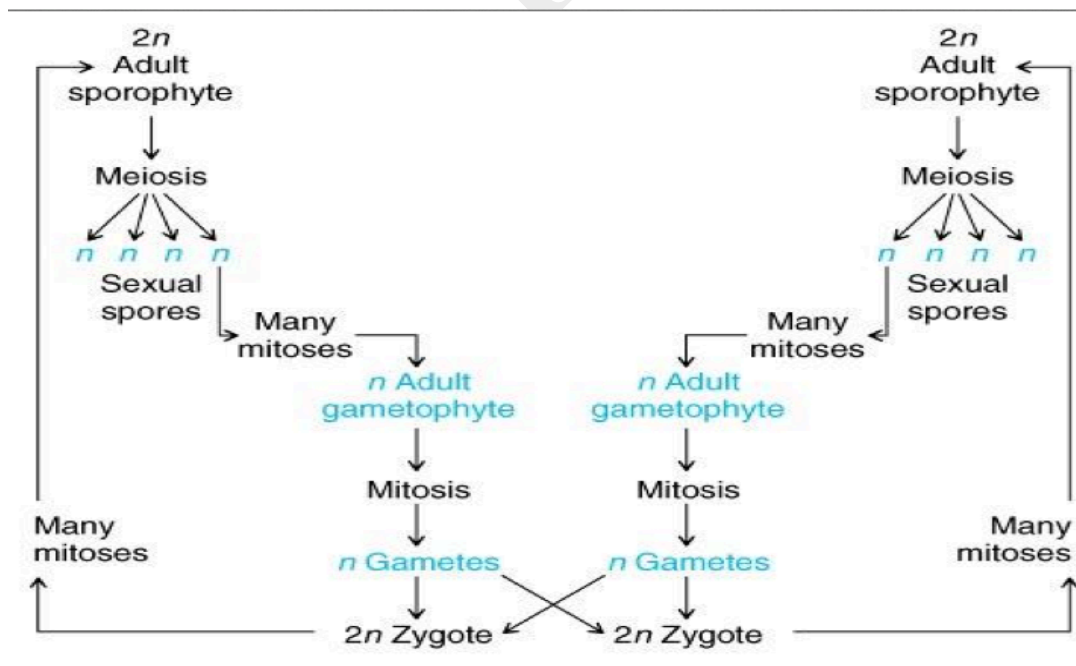 2n
Adult
sporophyte
Meiosis
n n n n
Sexual
spores
Many
mitoses
n Adult
gametophyte
Mitosis
n Gametes
2n Zygote
Many
mitoses
2n
Adult
sporophyte
Meiosis
n n n n
Sexual
spores
Many
mitoses
n Adult
gametophyte
Mitosis
n Gametes
2n Zygote
Many
mitoses